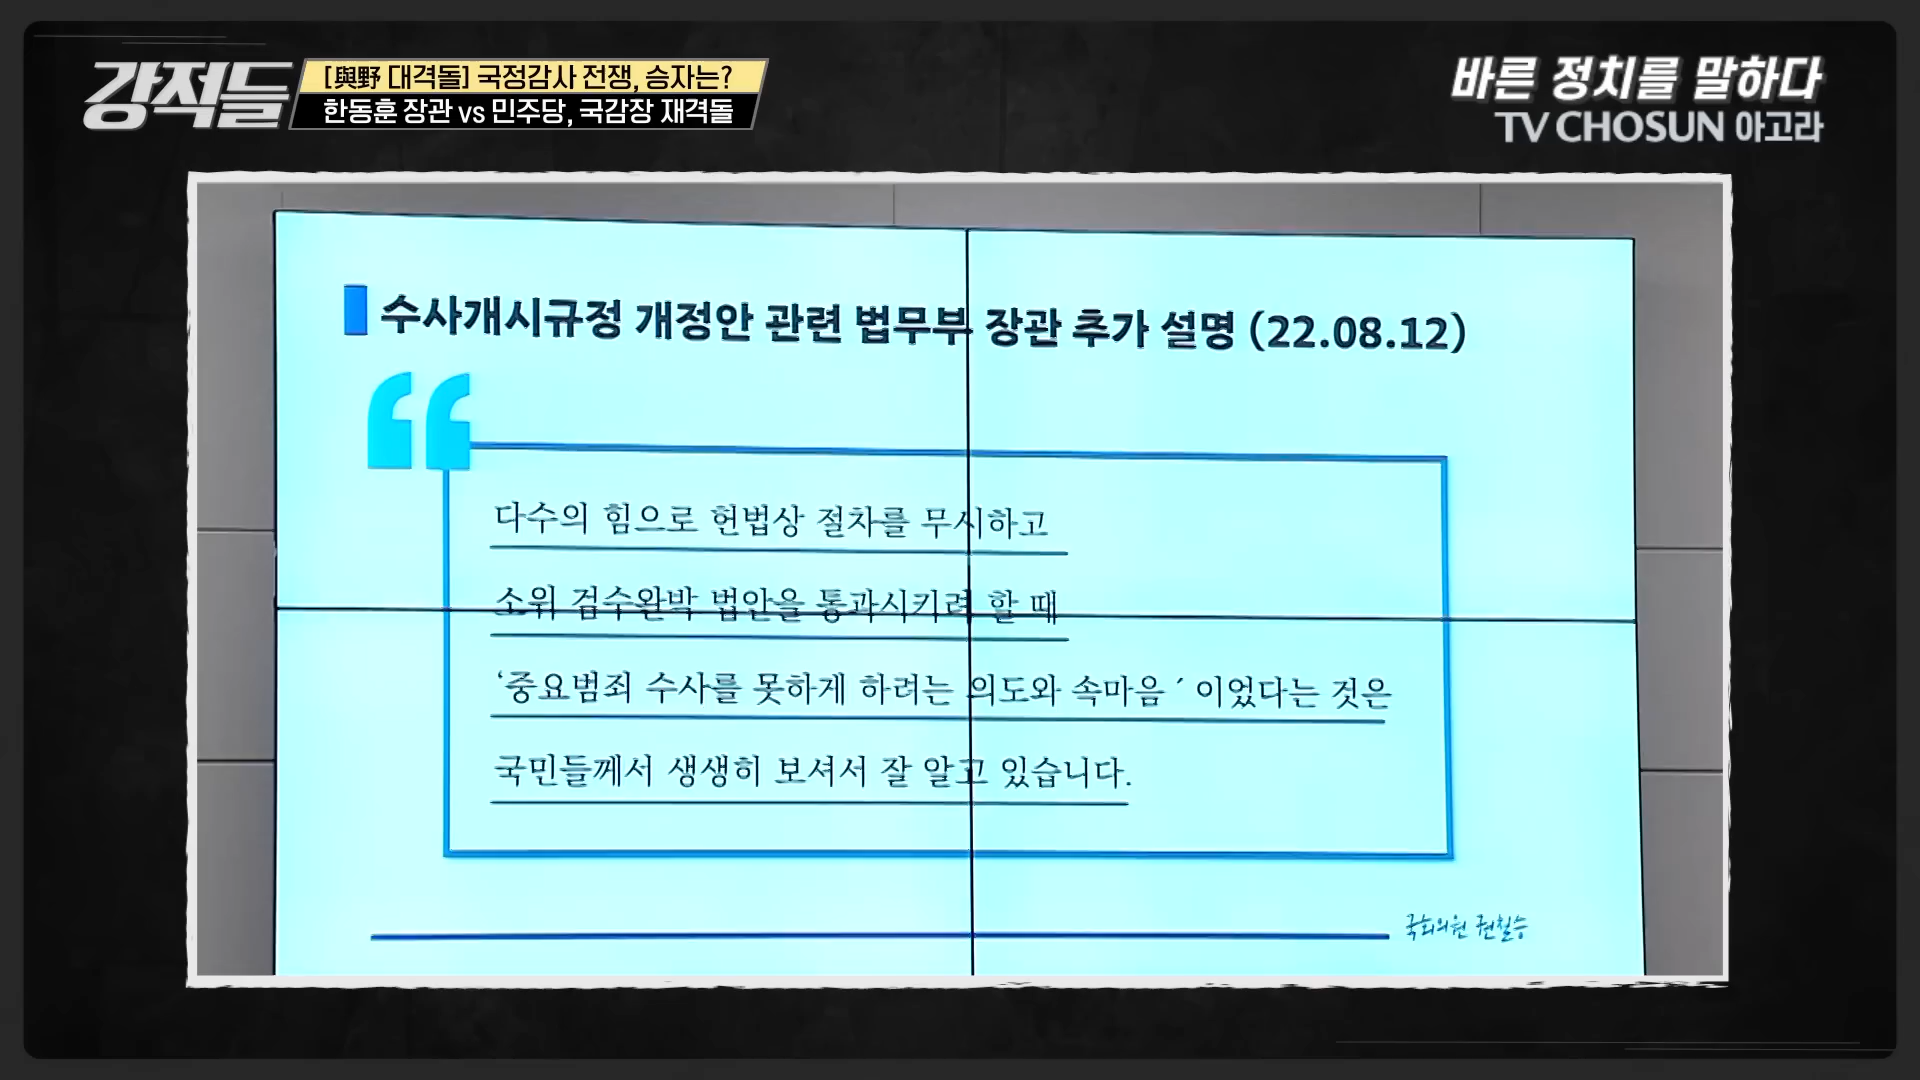 강적들
[與野 대격돌] 국정감사 전쟁, 승자는?
한동훈 장관 vs 민주당, 국감장 재격돌
바른 정치를 말하다
TV CHOSUN 아고라
수사개시규정 개정안 관련 법무부 장관 추가 설명 (22.08.12)
“
다수의 힘으로 헌법상 절차를 무시하고
소위 검수완박 법안을 통과시키려 할 때
‘중요범죄 수사를 못하게 하려는 의도와 속마음 ´ 이었다는 것은
국민들께서 생생히 보셔서 잘 알고 있습니다.
국회의원 권칠승